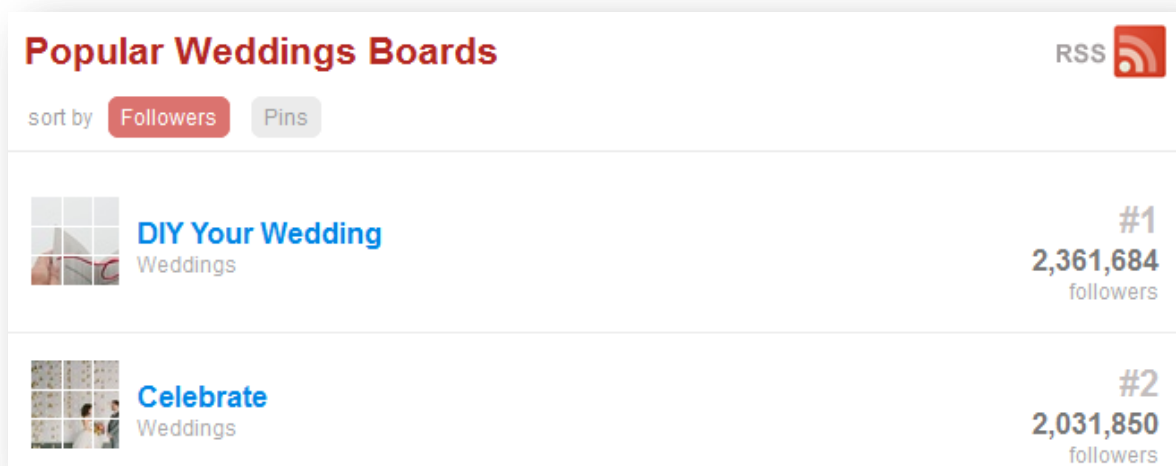 Popular Weddings Boards
RSS
sort by Followers Pins
DIY Your Wedding
Weddings
#1
2,361,684
followers
Celebrate
Weddings
#2
2,031,850
followers